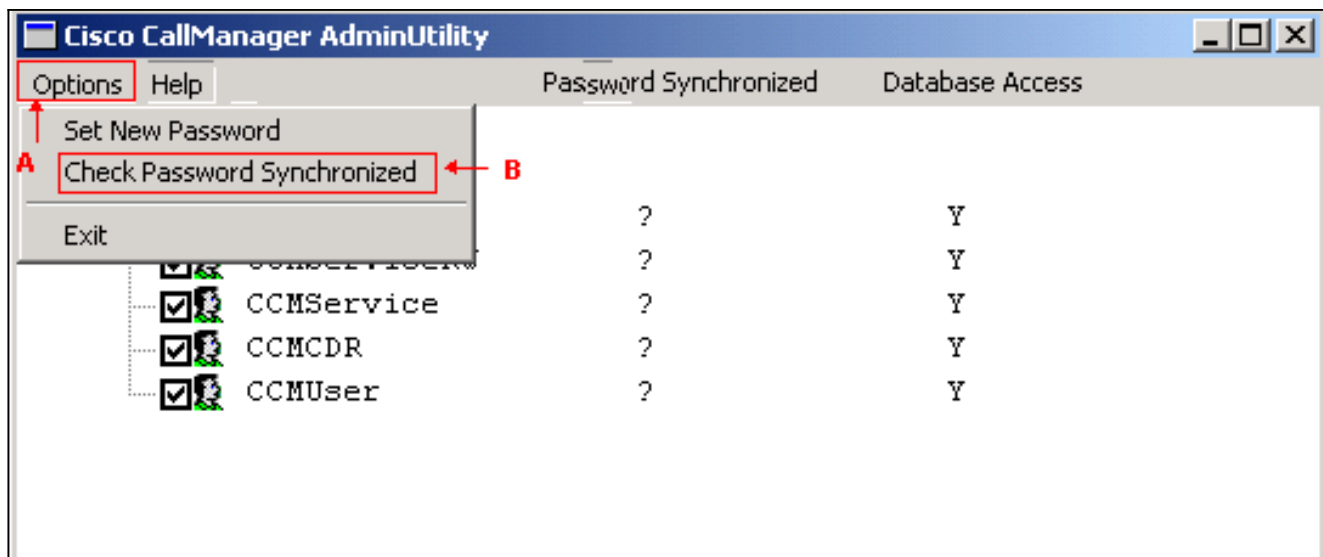 Cisco CallManager AdminUtility
Options Help Password Synchronized Database Access
Set New Password
A Check Password Synchronized B
? Y
Exit
? Y
CCMService ? Y
CCMCDR ? Y
CCMUser ? Y